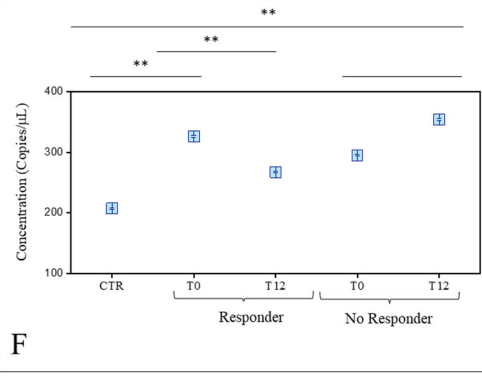 **
**
**
Concentration (Copies/μL)
400
300
200
100
CTR T0 T12 T0 T12
Responder No Responder
F